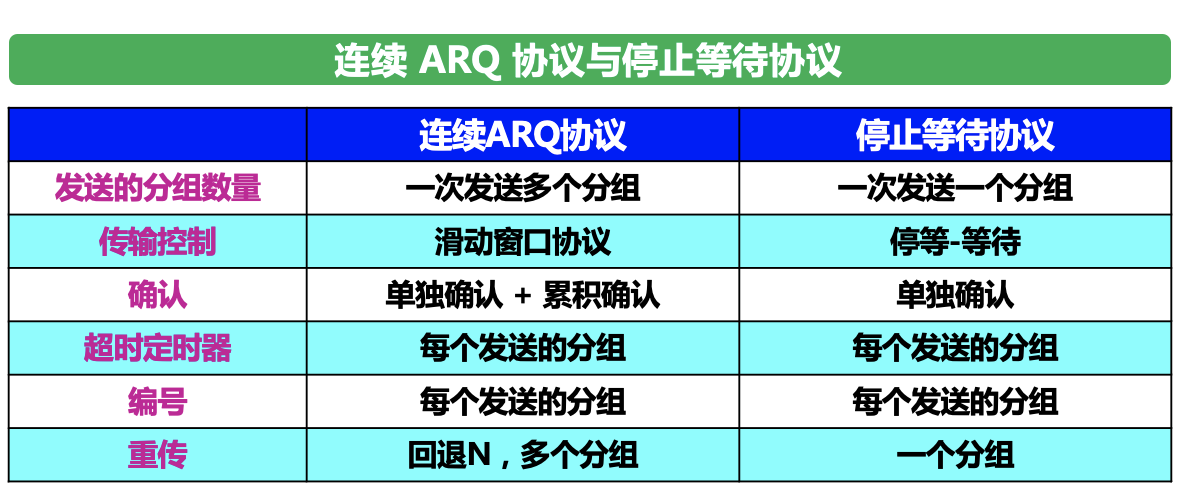 连续 ARQ 协议与停止等待协议
连续ARQ协议 停止等待协议
发送的分组数量 一次发送多个分组 一次发送一个分组
传输控制 滑动窗口协议 停等-等待
确认 单独确认 + 累积确认 单独确认
超时定时器 每个发送的分组 每个发送的分组
编号 每个发送的分组 每个发送的分组
重传 回退N，多个分组 一个分组